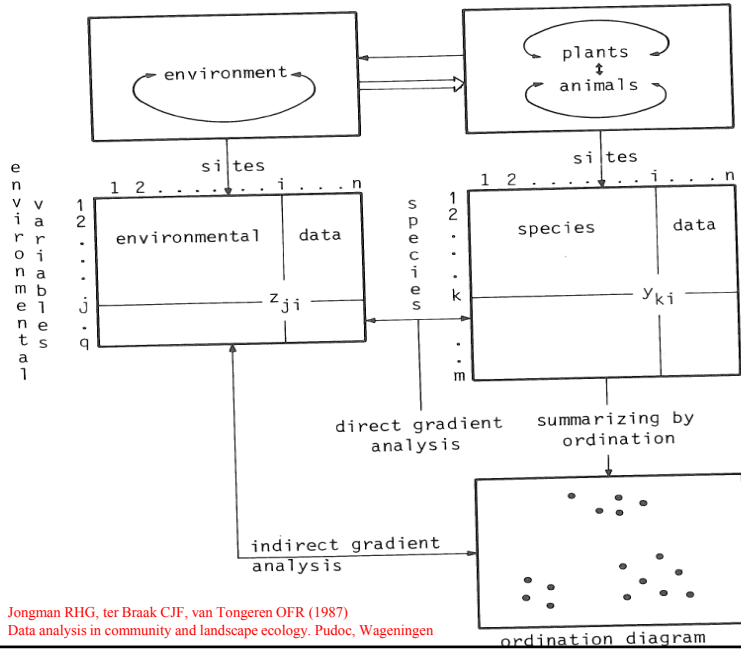 environment
plants
animals
sites
1 2 . . . . . . . i . . . n
environmental variables
1
2
.
.
.
j
.
q
environmental data
z ji
sites
1 2 . . . . . . . i . . . n
species
1
2
.
.
.
k
.
.
m
species data
y ki
direct gradient
analysis
summarizing by
ordination
indirect gradient
analysis
ordination diagram
Jongman RHG, ter Braak CJF, van Tongeren OFR (1987)
Data analysis in community and landscape ecology. Pudoc, Wageningen